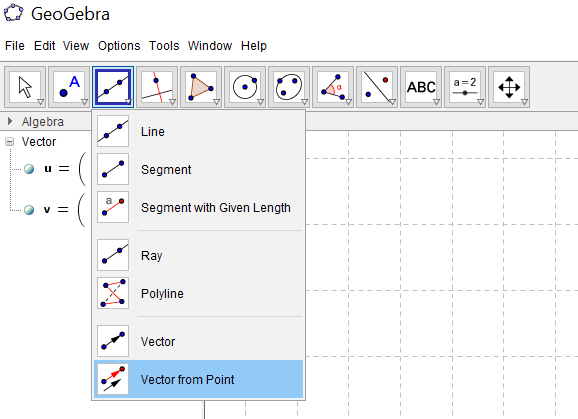 GeoGebra
File Edit View Options Tools Window Help
A α ABC a=2
Algebra
Vector
u = (
v = (
Line
Segment
a
Segment with Given Length
Ray
Polyline
Vector
Vector from Point